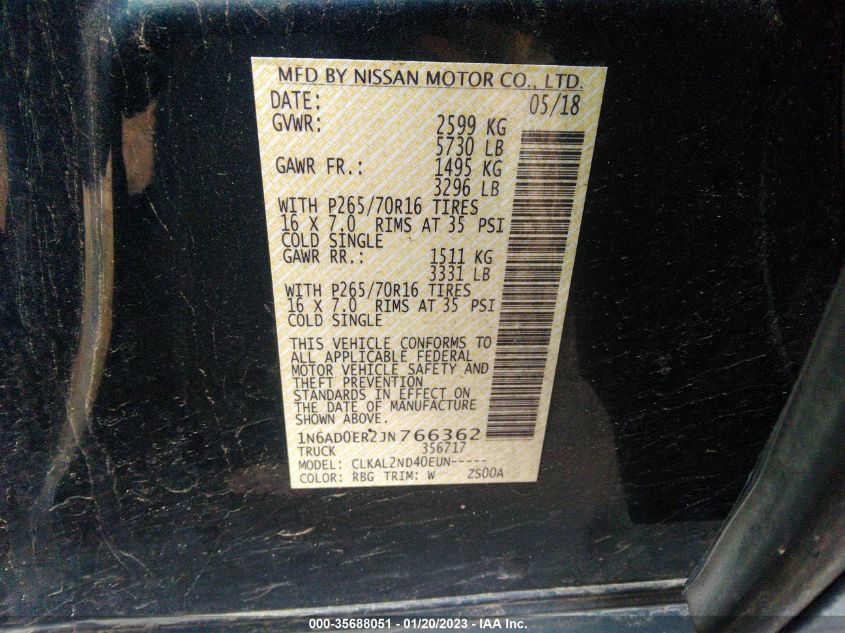 MFD BY NISSAN MOTOR CO., LTD.
DATE: 05/18
GVWR: 2599 KG
5730 LB
GAWR FR.: 1495 KG
3296 LB
WITH P265/70R16 TIRES
16 X 7.0 RIMS AT 35 PSI
COLD SINGLE
GAWR RR.: 1511 KG
3331 LB
WITH P265/70R16 TIRES
16 X 7.0 RIMS AT 35 PSI
COLD SINGLE
THIS VEHICLE CONFORMS TO
ALL APPLICABLE FEDERAL
MOTOR VEHICLE SAFETY AND
THEFT PREVENTION
STANDARDS IN EFFECT ON
THE DATE OF MANUFACTURE
SHOWN ABOVE.
1N6AD0ER2JN766362
TRUCK 356717
MODEL: CLKAL2ND40EUN-----
COLOR: RBG TRIM: W ZS00A
000-35688051 - 01/20/2023 - IAA Inc.